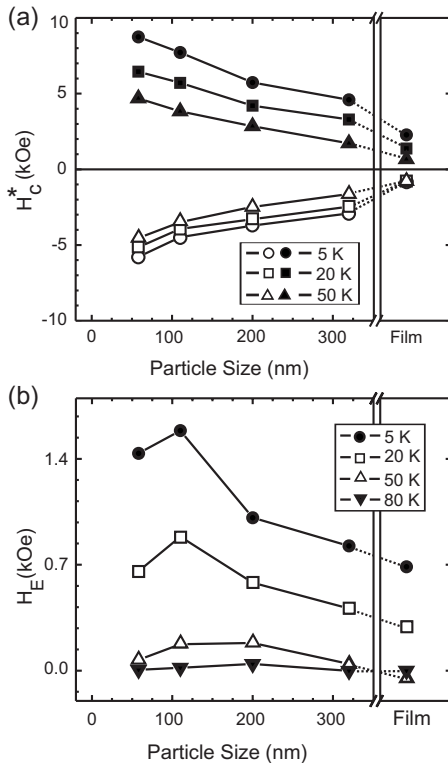 (a)
10
5
0
-5
-10
H*c (kOe)
5 K
20 K
50 K
0 100 200 300 Film
Particle Size (nm)
(b)
1.4
0.7
0.0
HE(kOe)
5 K
20 K
50 K
80 K
0 100 200 300 Film
Particle Size (nm)